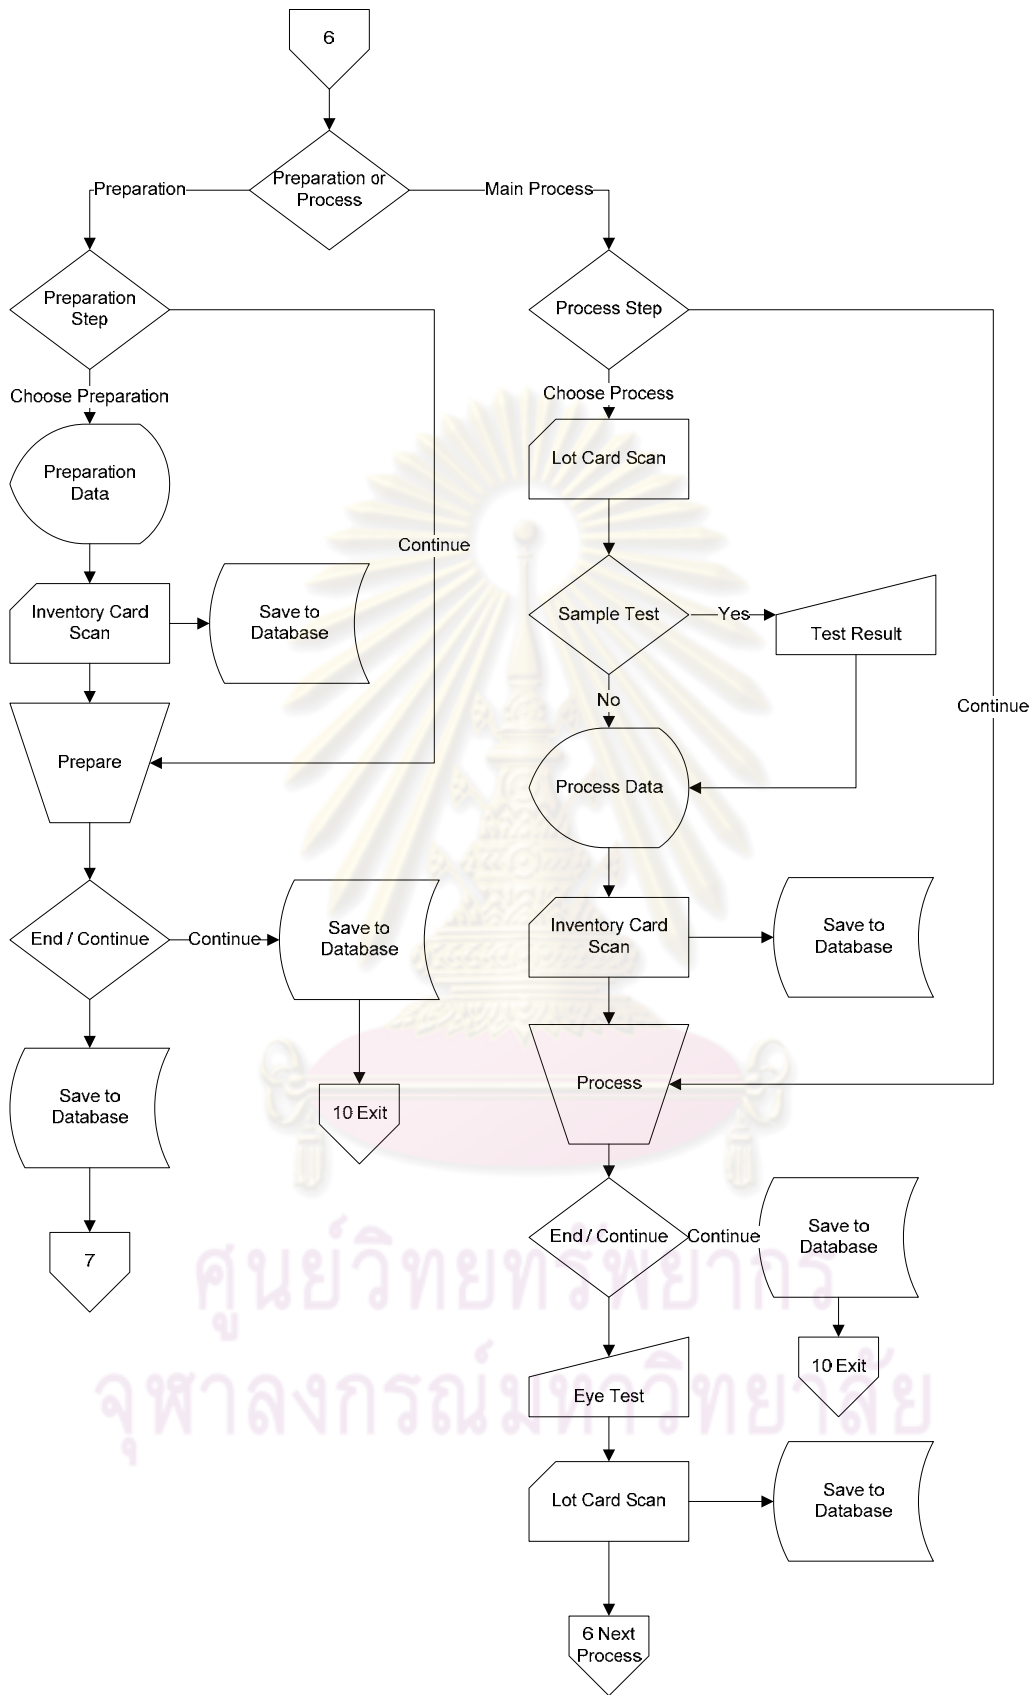 6
Preparation or
Process
Preparation
Main Process
Preparation
Step
Process Step
Choose Preparation
Choose Process
Preparation
Data
Lot Card Scan
Continue
Inventory Card
Scan
Save to
Database
Sample Test
Yes
Test Result
No
Continue
Prepare
Process Data
End / Continue
Continue
Save to
Database
Inventory Card
Scan
Save to
Database
Save to
Database
10 Exit
Process
7
End / Continue
Continue
Save to
Database
10 Exit
Eye Test
Lot Card Scan
Save to
Database
6 Next
Process
ศูนย์วิทยทรัพยากร
จุฬาลงกรณ์มหาวิทยาลัย